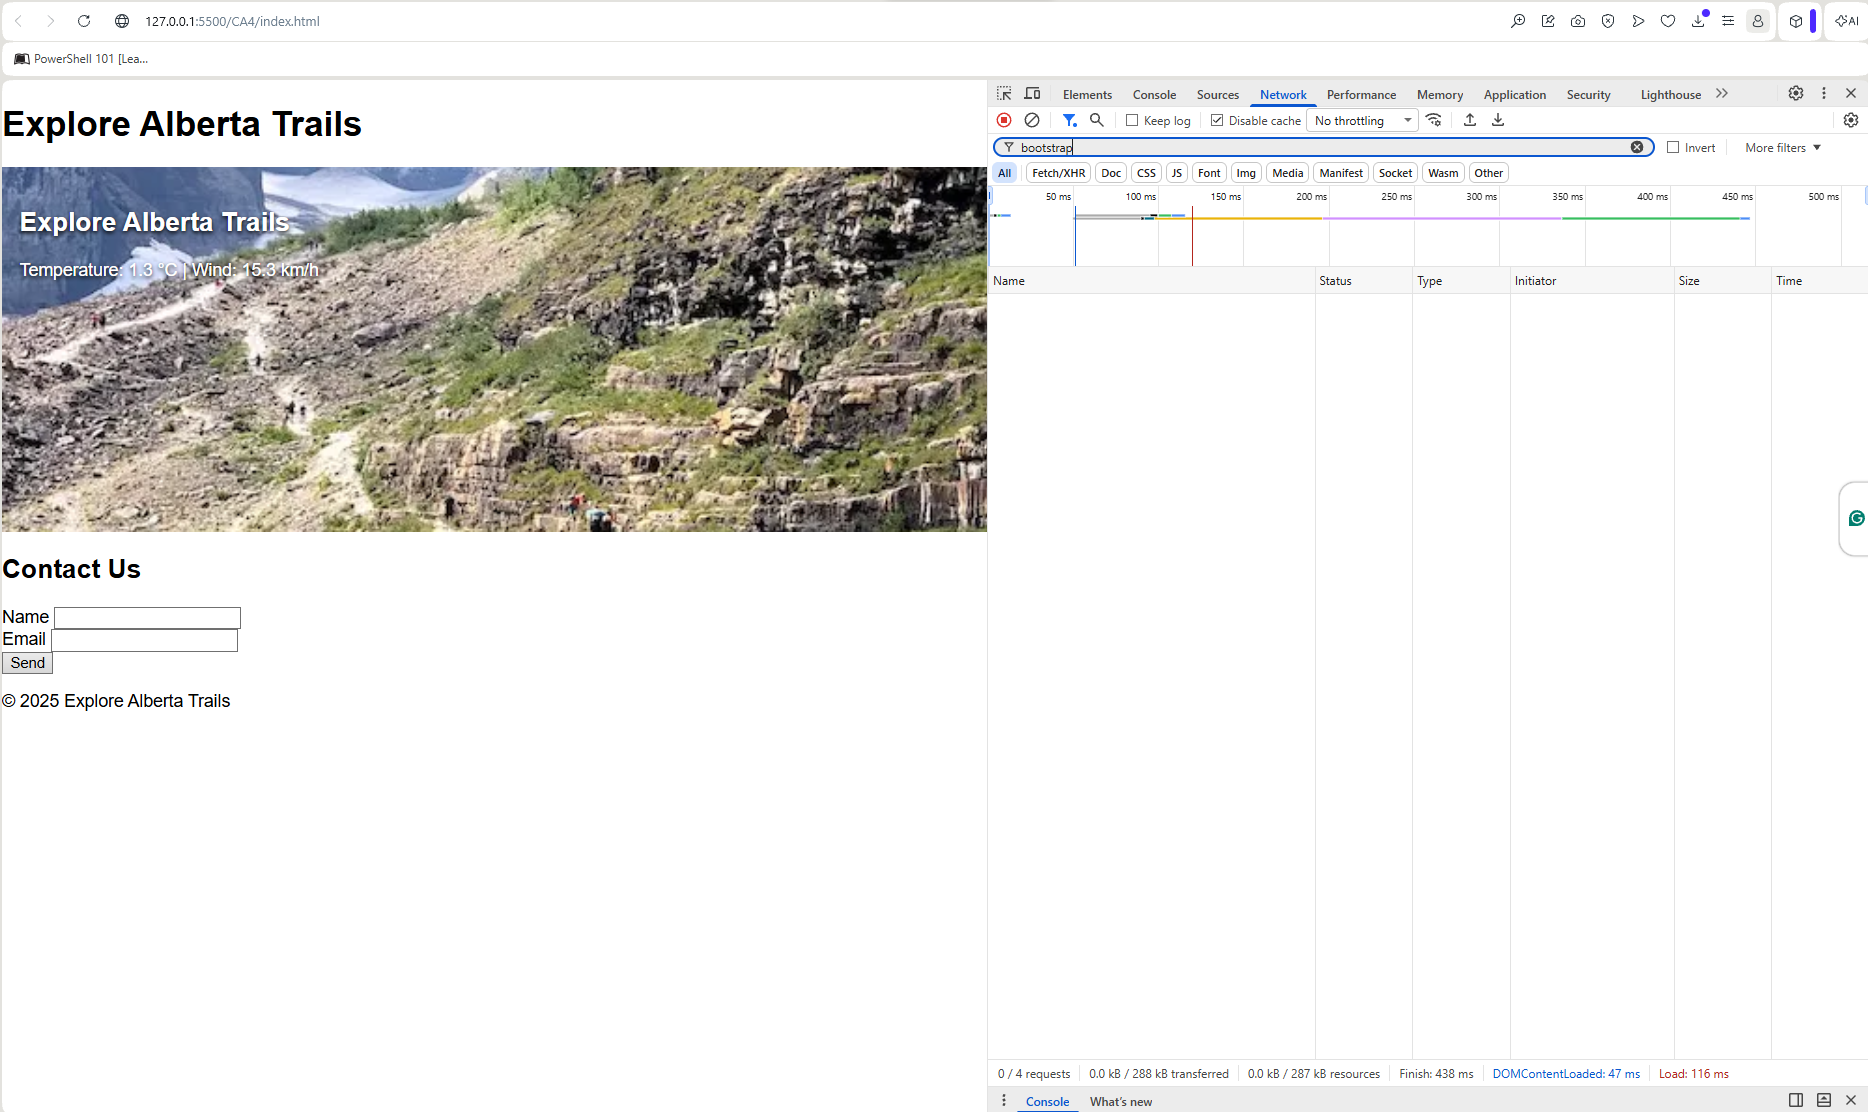 127.0.0.1:5500/CA4/index.html
AI
PowerShell 101 [Lea...
Explore Alberta Trails
Explore Alberta Trails
Temperature: 1.3 °C | Wind: 15.3 km/h
Contact Us
Name
Email
Send
© 2025 Explore Alberta Trails
Elements Console Sources Network Performance Memory Application Security Lighthouse
Keep log Disable cache No throttling
bootstrap Invert More filters
All Fetch/XHR Doc CSS JS Font Img Media Manifest Socket Wasm Other
50 ms 100 ms 150 ms 200 ms 250 ms 300 ms 350 ms 400 ms 450 ms 500 ms
Name Status Type Initiator Size Time
0 / 4 requests 0.0 kB / 288 kB transferred 0.0 kB / 287 kB resources Finish: 438 ms DOMContentLoaded: 47 ms Load: 116 ms
Console What's new